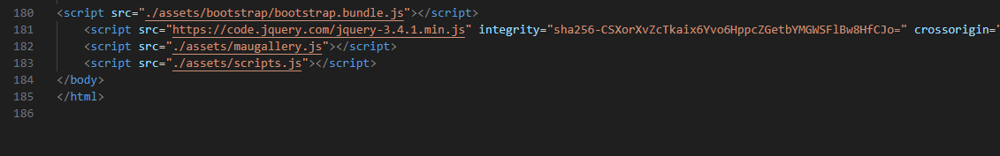 180 <script src="./assets/bootstrap/bootstrap.bundle.js"></script>
181 <script src="https://code.jquery.com/jquery-3.4.1.min.js" integrity="sha256-CSXorXvZcTkaix6Yvo6HppcZGetbYMGWSFlBw8HfCJo=" crossorigin="
182 <script src="./assets/maugallery.js"></script>
183 <script src="./assets/scripts.js"></script>
184 </body>
185 </html>
186